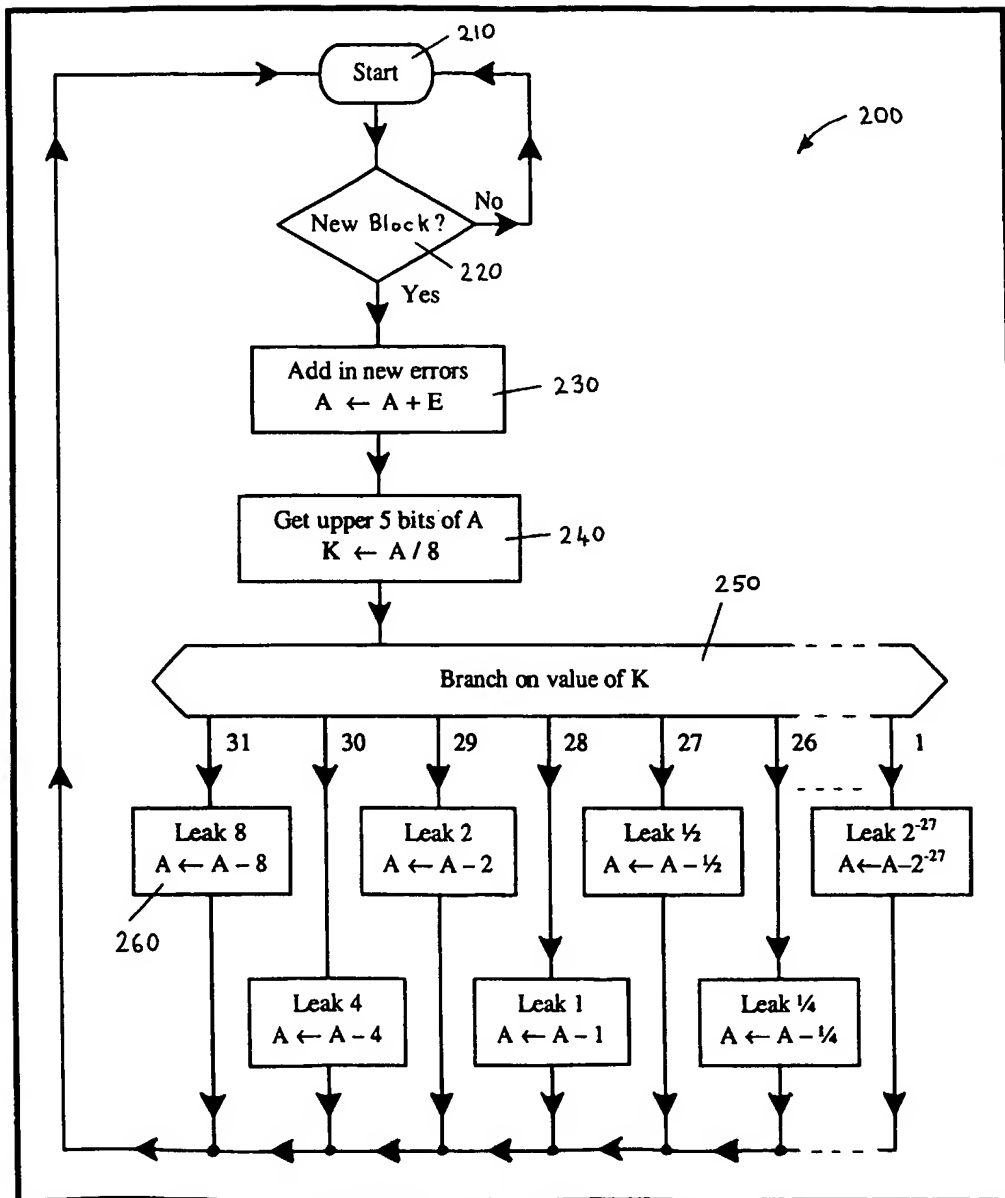 210
Start
200
New Block?
No
220
Yes
Add in new errors
A ← A + E
230
Get upper 5 bits of A
K ← A / 8
240
250
Branch on value of K
31
30
29
28
27
26
1
Leak 8
A ← A – 8
Leak 2
A ← A – 2
Leak ½
A ← A – ½
Leak 2⁻²⁷
A←A–2⁻²⁷
260
Leak 4
A ← A – 4
Leak 1
A ← A – 1
Leak ¼
A ← A – ¼